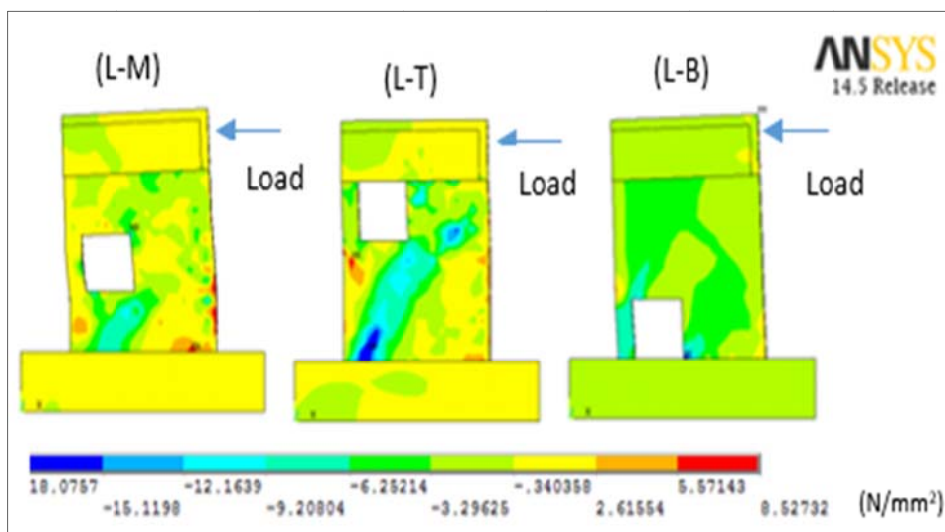 ANSYS
14.5 Release
(L-M) (L-T) (L-B)
Load Load Load
18.0757 -12.1639 -6.25214 -.340358 5.57143
-15.1198 -9.20804 -3.29625 2.61554 8.52732 (N/mm²)